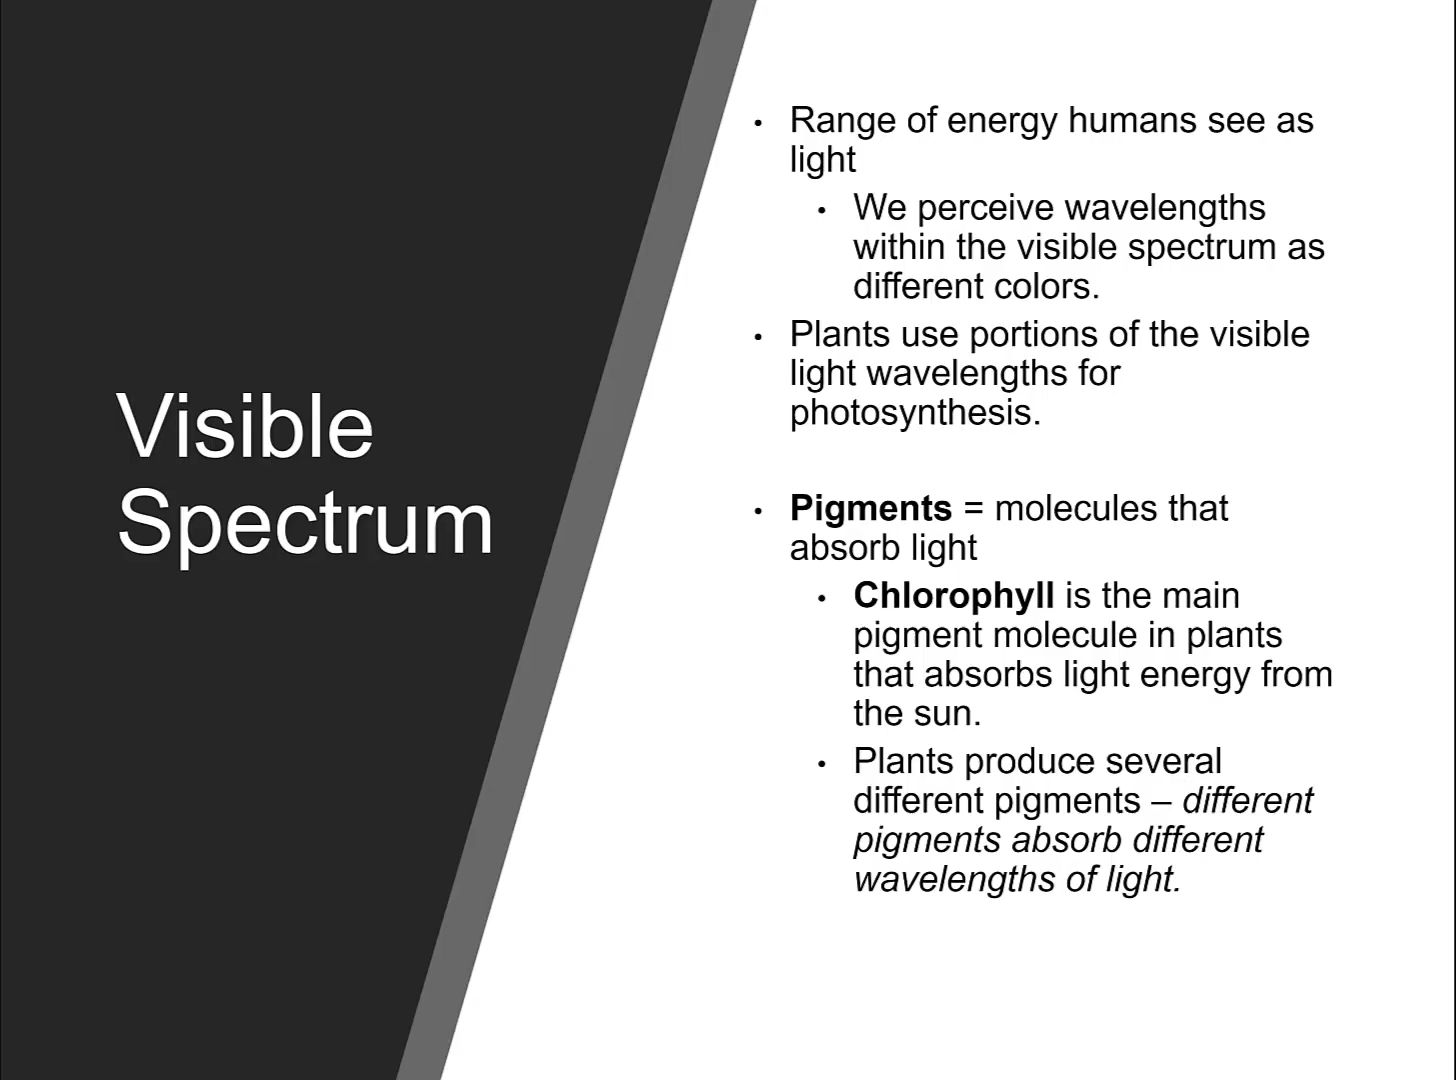 Visible
Spectrum
• Range of energy humans see as
light
• We perceive wavelengths
within the visible spectrum as
different colors.
• Plants use portions of the visible
light wavelengths for
photosynthesis.
• Pigments = molecules that
absorb light
• Chlorophyll is the main
pigment molecule in plants
that absorbs light energy from
the sun.
• Plants produce several
different pigments – different
pigments absorb different
wavelengths of light.